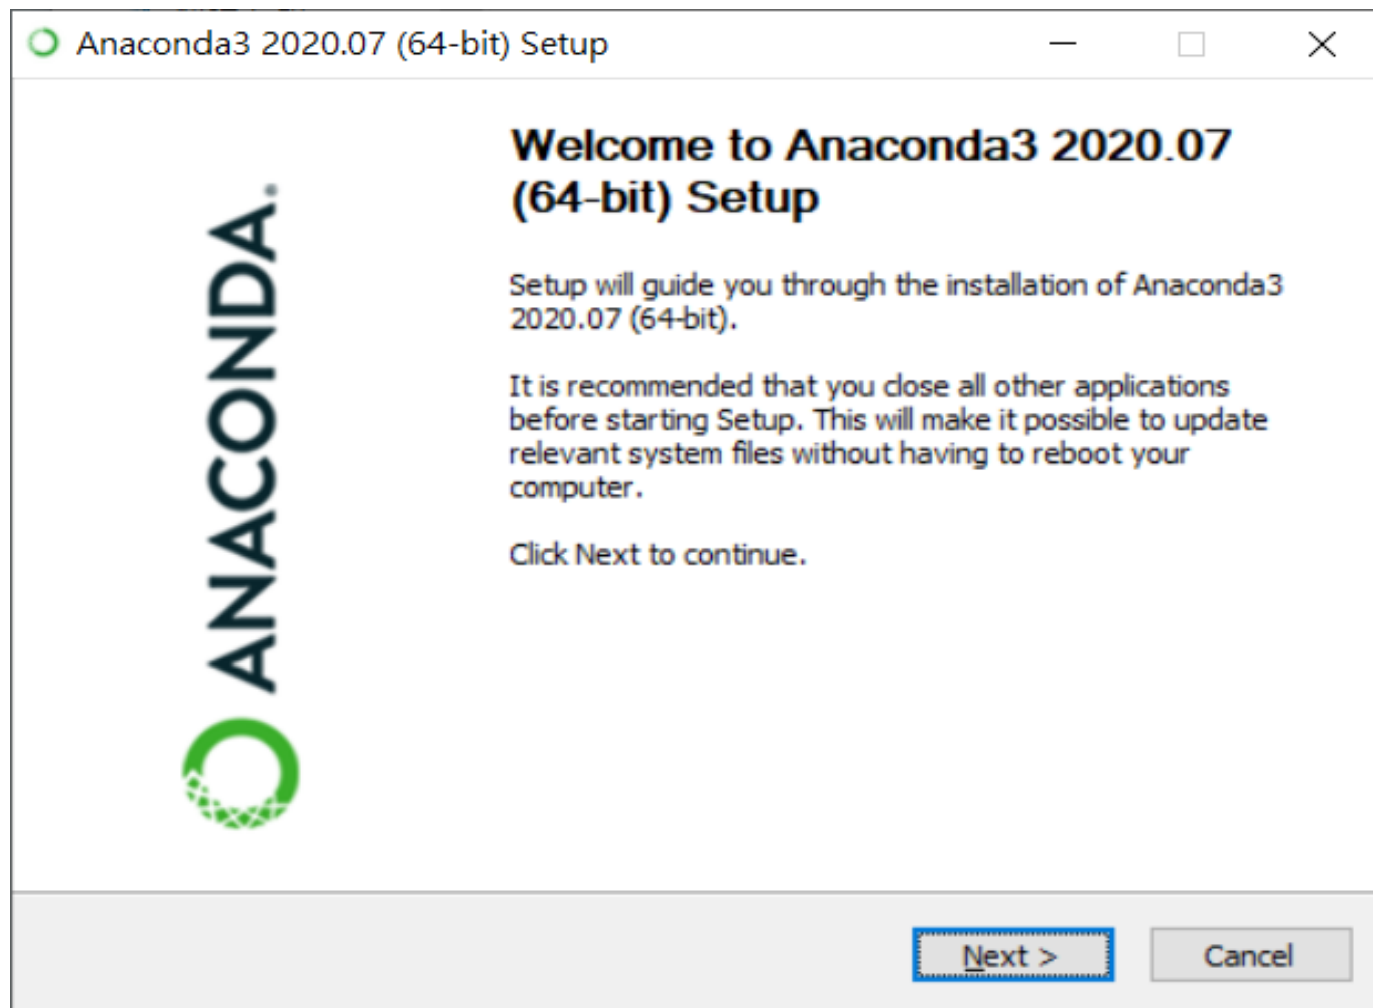 Anaconda3 2020.07 (64-bit) Setup
Welcome to Anaconda3 2020.07
(64-bit) Setup
ANACONDA.
Setup will guide you through the installation of Anaconda3
2020.07 (64-bit).
It is recommended that you close all other applications
before starting Setup. This will make it possible to update
relevant system files without having to reboot your
computer.
Click Next to continue.
Next >
Cancel